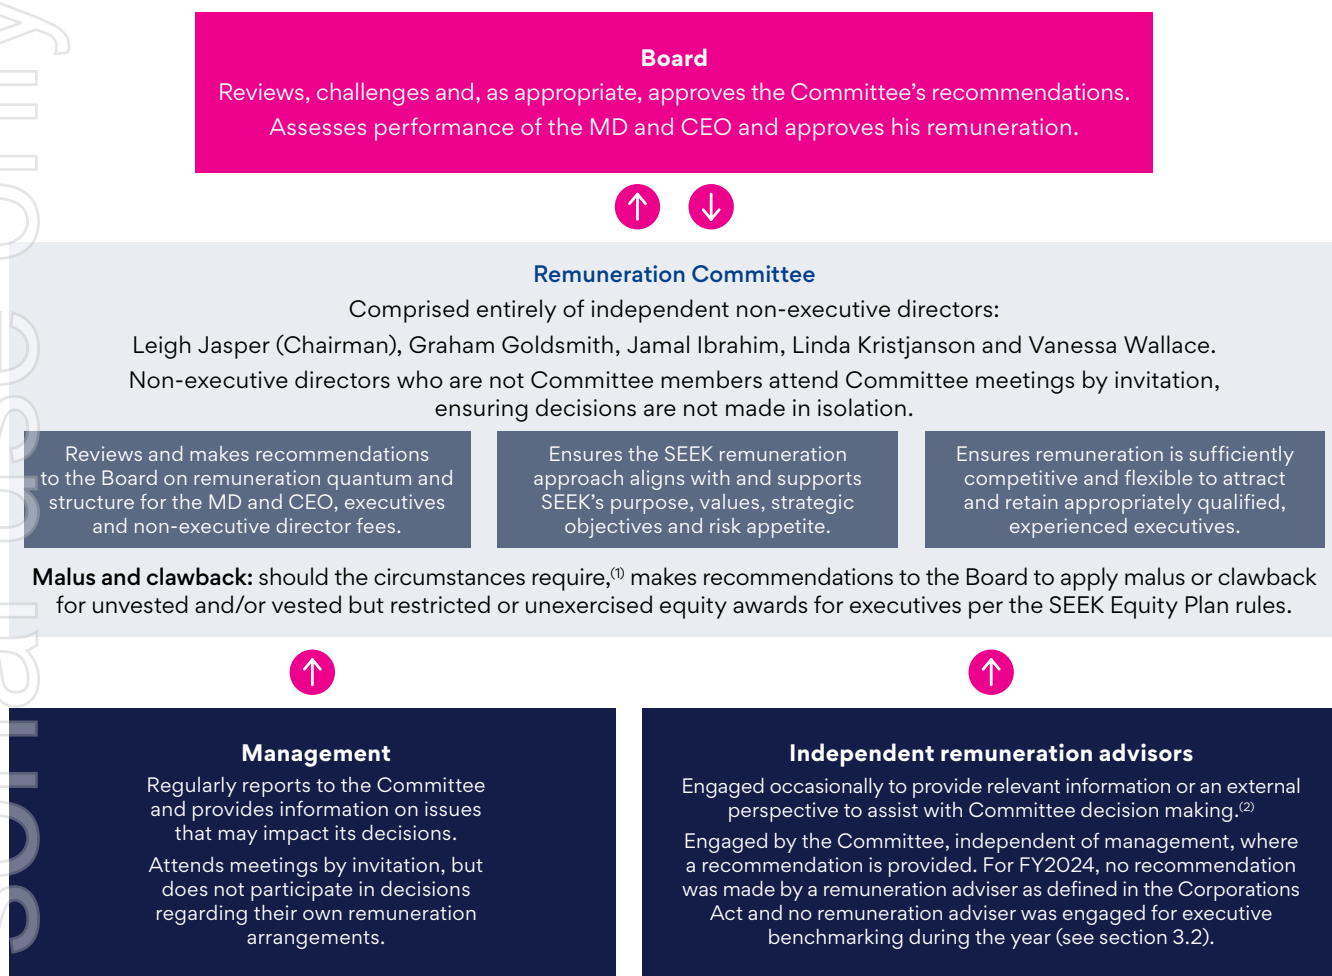 Board
Reviews, challenges and, as appropriate, approves the Committee's recommendations.
Assesses performance of the MD and CEO and approves his remuneration.
Remuneration Committee
Comprised entirely of independent non-executive directors:
Leigh Jasper (Chairman), Graham Goldsmith, Jamal Ibrahim, Linda Kristjanson and Vanessa Wallace.
Non-executive directors who are not Committee members attend Committee meetings by invitation,
ensuring decisions are not made in isolation.
Reviews and makes recommendations
to the Board on remuneration quantum and
structure for the MD and CEO, executives
and non-executive director fees.
Ensures the SEEK remuneration
approach aligns with and supports
SEEK's purpose, values, strategic
objectives and risk appetite.
Ensures remuneration is sufficiently
competitive and flexible to attract
and retain appropriately qualified,
experienced executives.
Malus and clawback: should the circumstances require,(1) makes recommendations to the Board to apply malus or clawback
for unvested and/or vested but restricted or unexercised equity awards for executives per the SEEK Equity Plan rules.
Management
Regularly reports to the Committee
and provides information on issues
that may impact its decisions.
Attends meetings by invitation, but
does not participate in decisions
regarding their own remuneration
arrangements.
Independent remuneration advisors
Engaged occasionally to provide relevant information or an external
perspective to assist with Committee decision making.(2)
Engaged by the Committee, independent of management, where
a recommendation is provided. For FY2024, no recommendation
was made by a remuneration adviser as defined in the Corporations
Act and no remuneration adviser was engaged for executive
benchmarking during the year (see section 3.2).